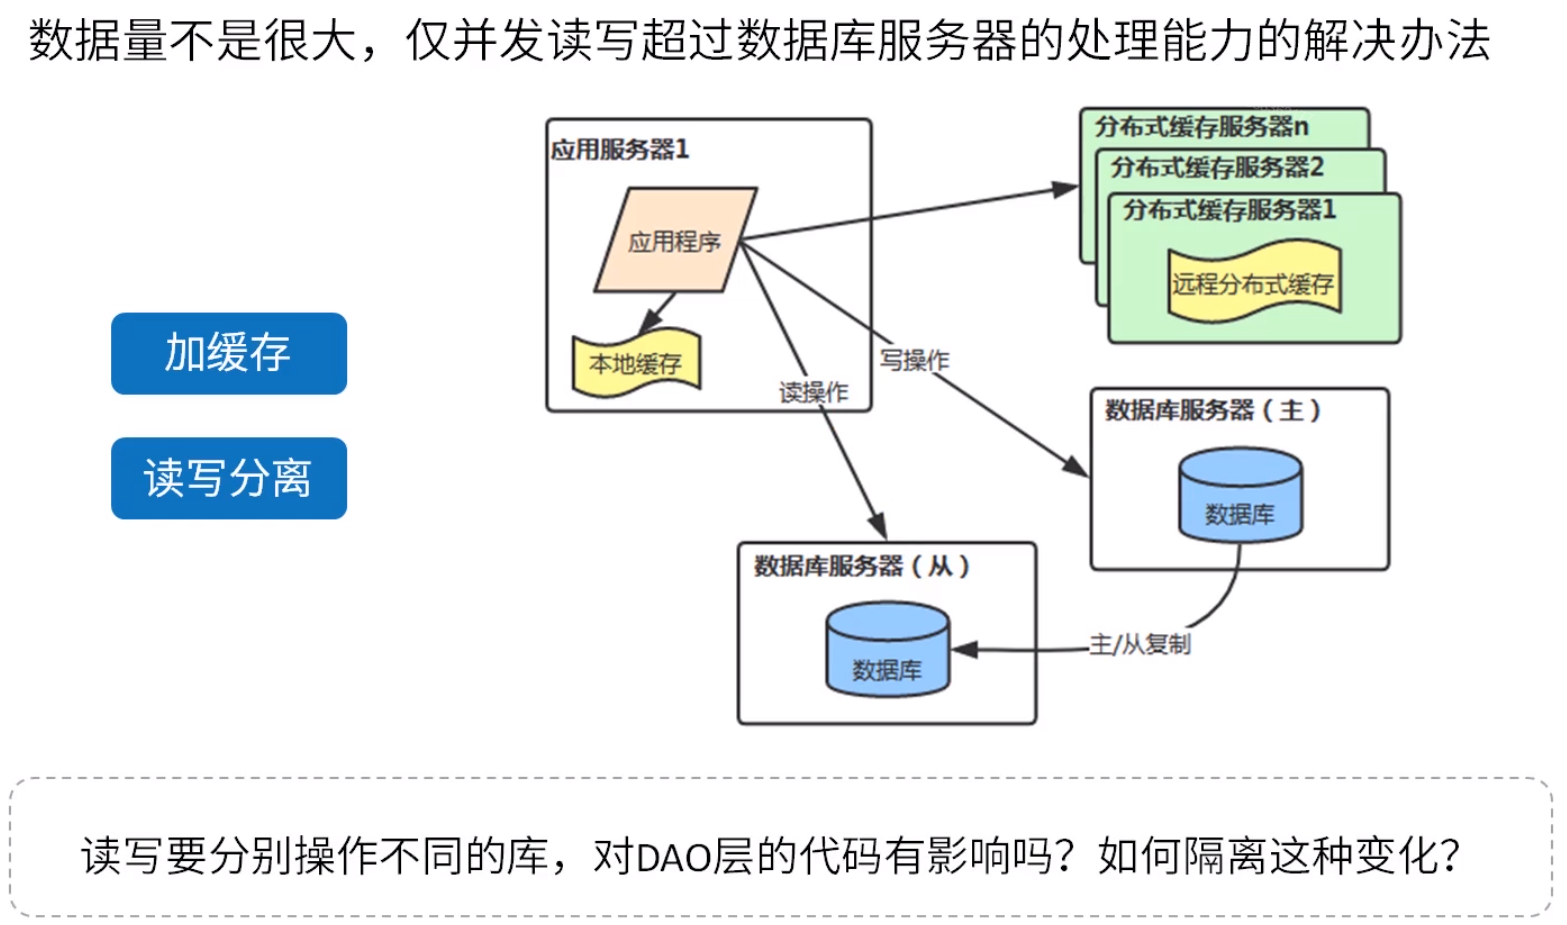 数据量不是很大，仅并发读写超过数据库服务器的处理能力的解决办法
应用服务器1
应用程序
本地缓存
分布式缓存服务器n
分布式缓存服务器2
分布式缓存服务器1
远程分布式缓存
加缓存
读写分离
读操作
写操作
数据库服务器（主）
数据库
数据库服务器（从）
数据库
主/从复制
读写要分别操作不同的库，对DAO层的代码有影响吗？如何隔离这种变化？